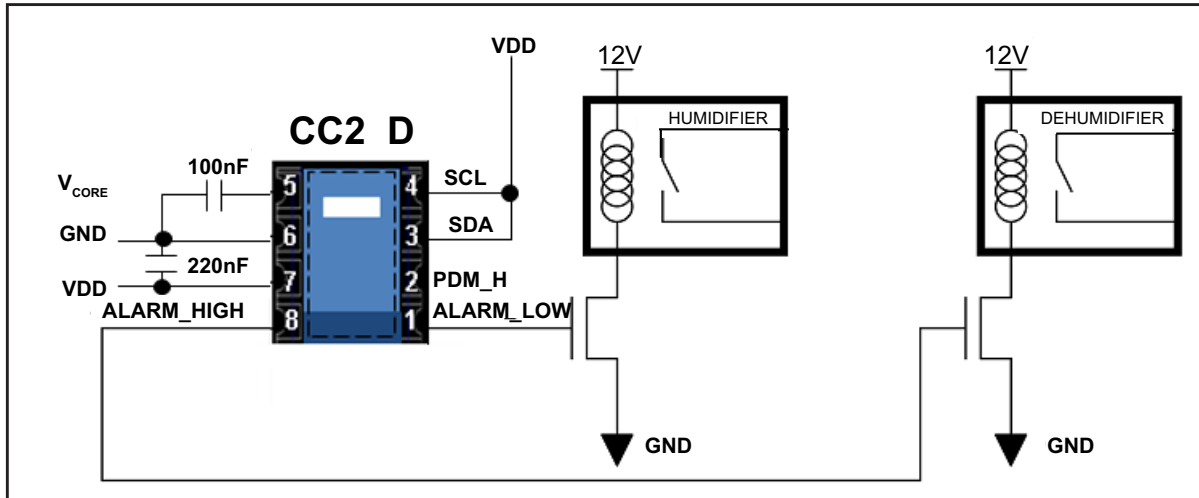 VDD
12V
12V
HUMIDIFIER
DEHUMIDIFIER
CC2 D
100nF
5
4
SCL
VCORE
GND
6
3
SDA
220nF
VDD
7
2
PDM_H
ALARM_HIGH
8
1
ALARM_LOW
GND
GND